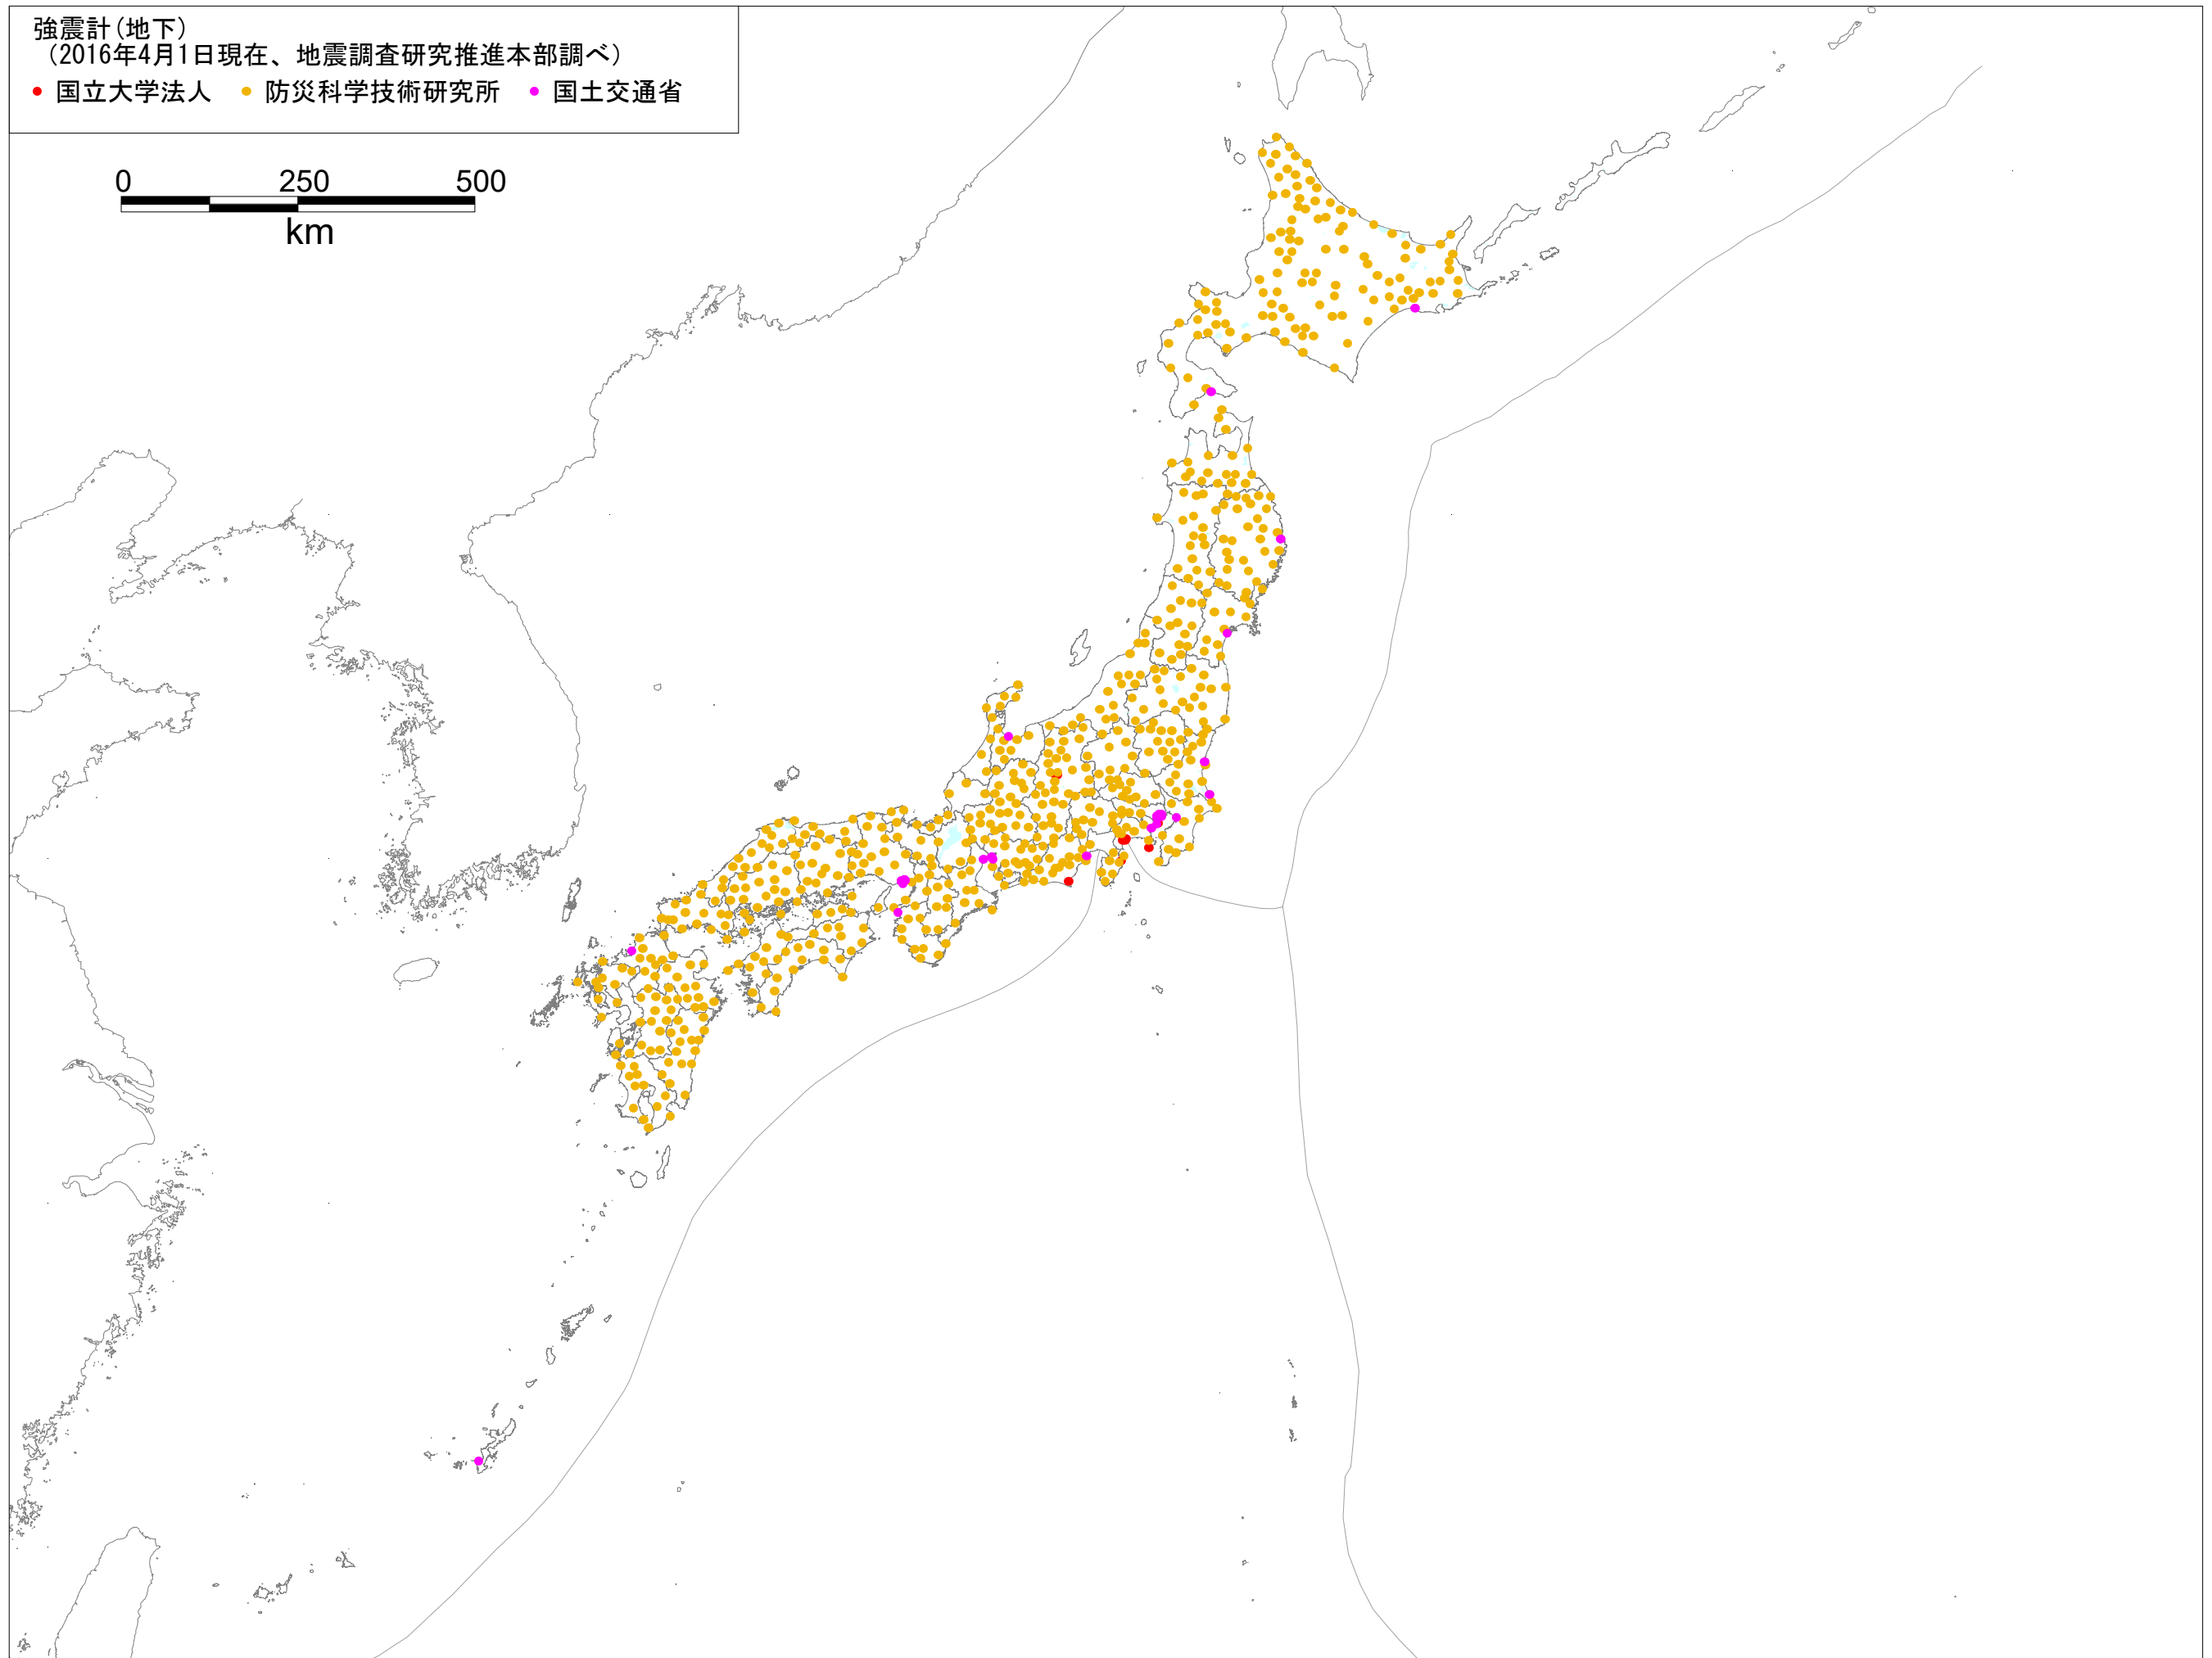 強震計(地下)
(2016年4月1日現在、地震調査研究推進本部調べ)
国立大学法人 防災科学技術研究所 国土交通省
0 250 500
km